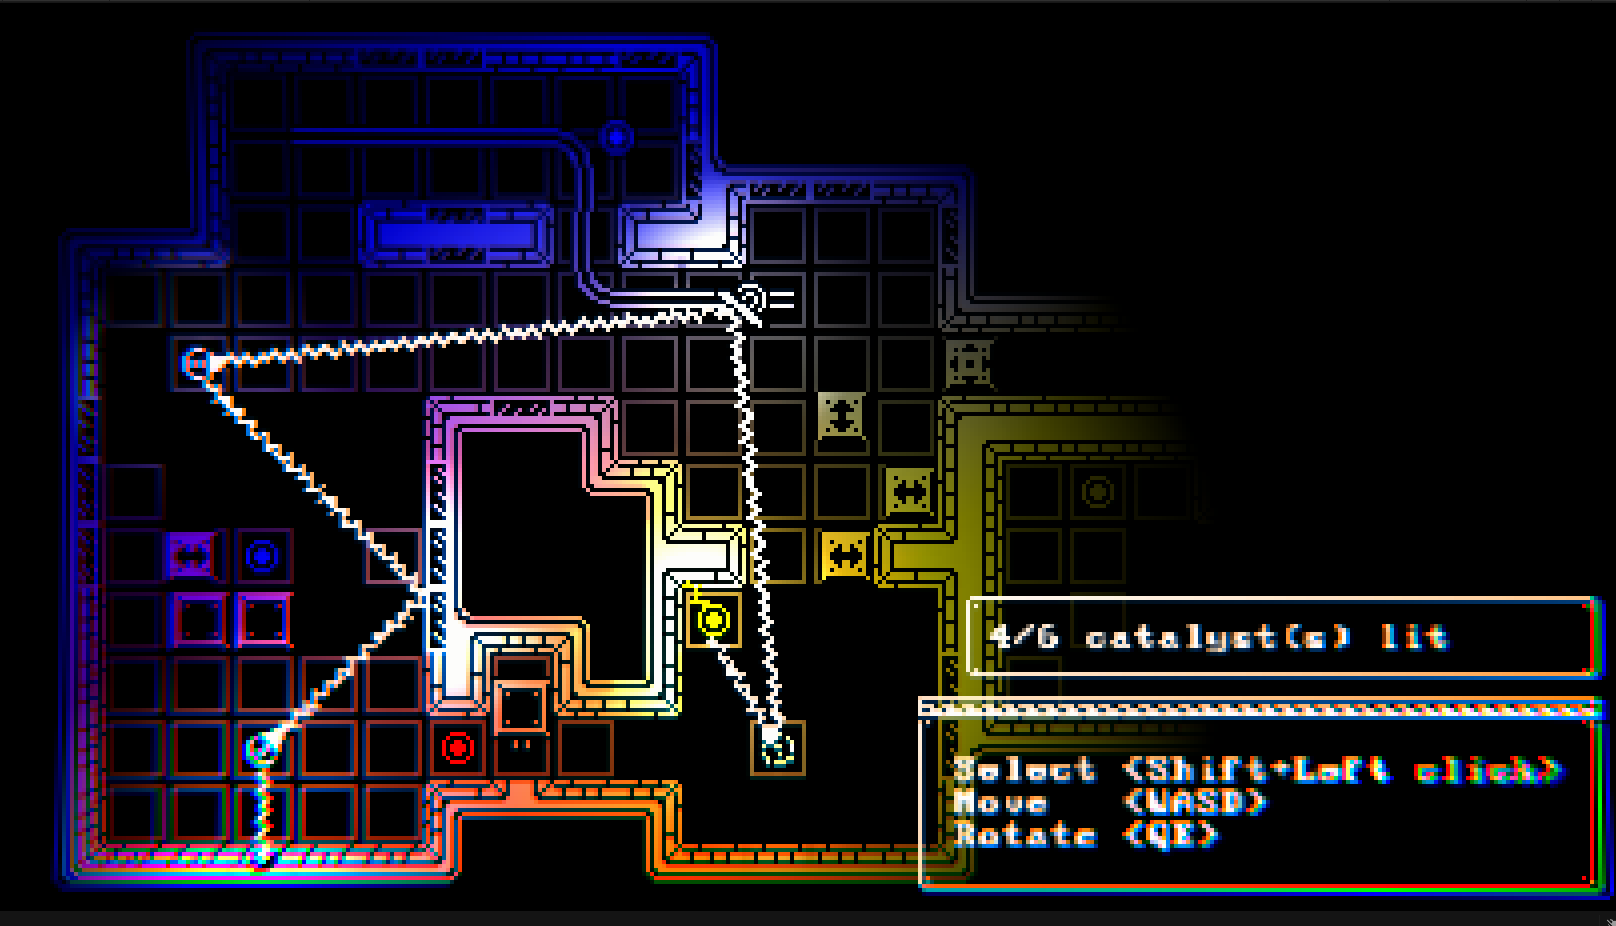 4/6 catalyst(s) lit
Select <Shift+Left click>
Move <WASD>
Rotate <QE>